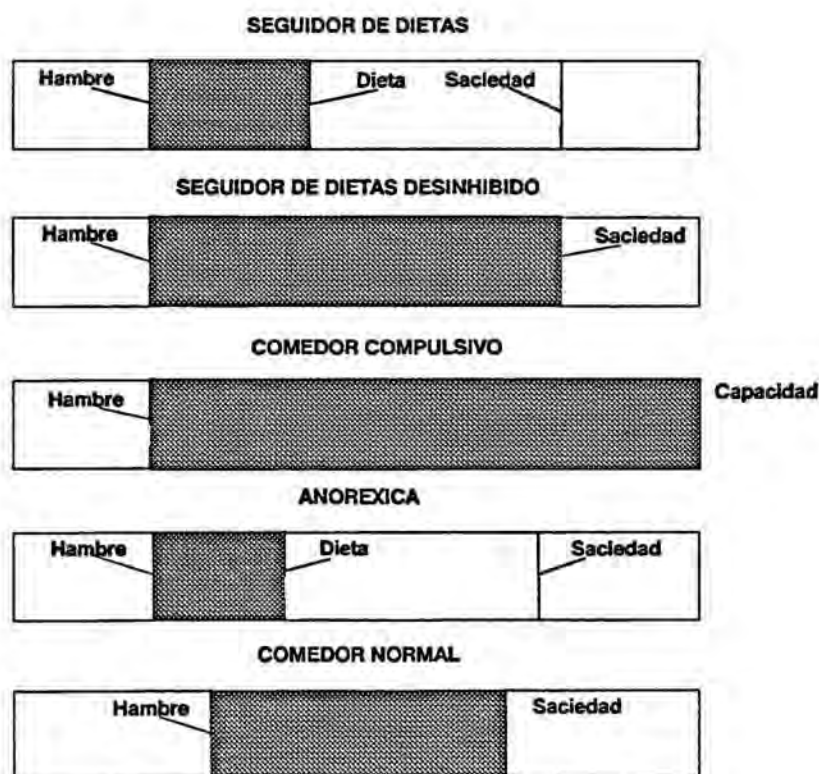 SEGUIDOR DE DIETAS
Hambre Dieta Saciedad
SEGUIDOR DE DIETAS DESINHIBIDO
Hambre Saciedad
COMEDOR COMPULSIVO
Hambre Capacidad
ANOREXICA
Hambre Dieta Saciedad
COMEDOR NORMAL
Hambre Saciedad